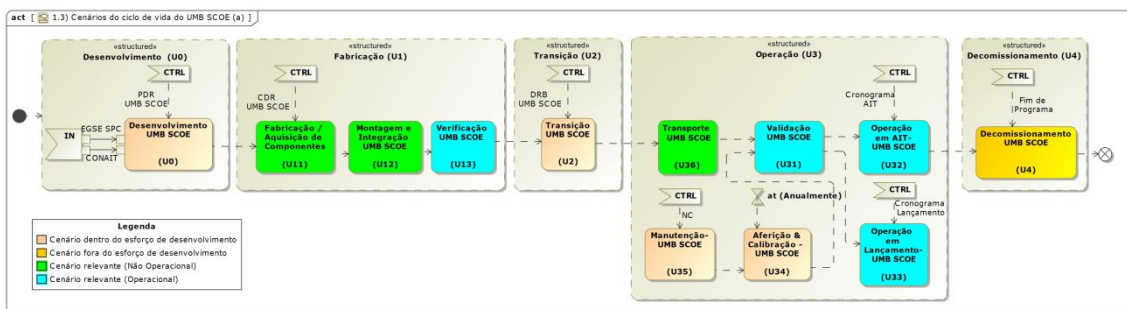 act [ 1.3) Cenários do ciclo de vida do UMB SCOE (a) ]
«structured»
Desenvolvimento (U0)
CTRL
PDR
UMB SCOE
IN
EGSE SPC
CONAIT
Desenvolvimento
UMB SCOE
(U0)
«structured»
Fabricação (U1)
CTRL
CDR
UMB SCOE
Fabricação /
Aquisição de
Componentes
(U11)
Montagem e
Integração UMB
SCOE
(U12)
Verificação
UMB SCOE
(U13)
«structured»
Transição (U2)
CTRL
DRB
UMB SCOE
Transição
UMB SCOE
(U2)
«structured»
Operação (U3)
CTRL
Cronograma
AIT
Transporte
UMB SCOE
(U36)
Validação
UMB SCOE
(U31)
Operação
em AIT-
UMB SCOE
(U32)
CTRL
NC
at (Anualmente)
CTRL
Cronograma
Lançamento
Manutenção-
UMB SCOE
(U35)
Aferição &
Calibração -
UMB SCOE
(U34)
Operação
em
Lançamento-
UMB SCOE
(U33)
«structured»
Decomissionamento (U4)
CTRL
Fim de
Programa
Decomissionamento
UMB SCOE
(U4)
Legenda
Cenário dentro do esforço de desenvolvimento
Cenário fora do esforço de desenvolvimento
Cenário relevante (Não Operacional)
Cenário relevante (Operacional)